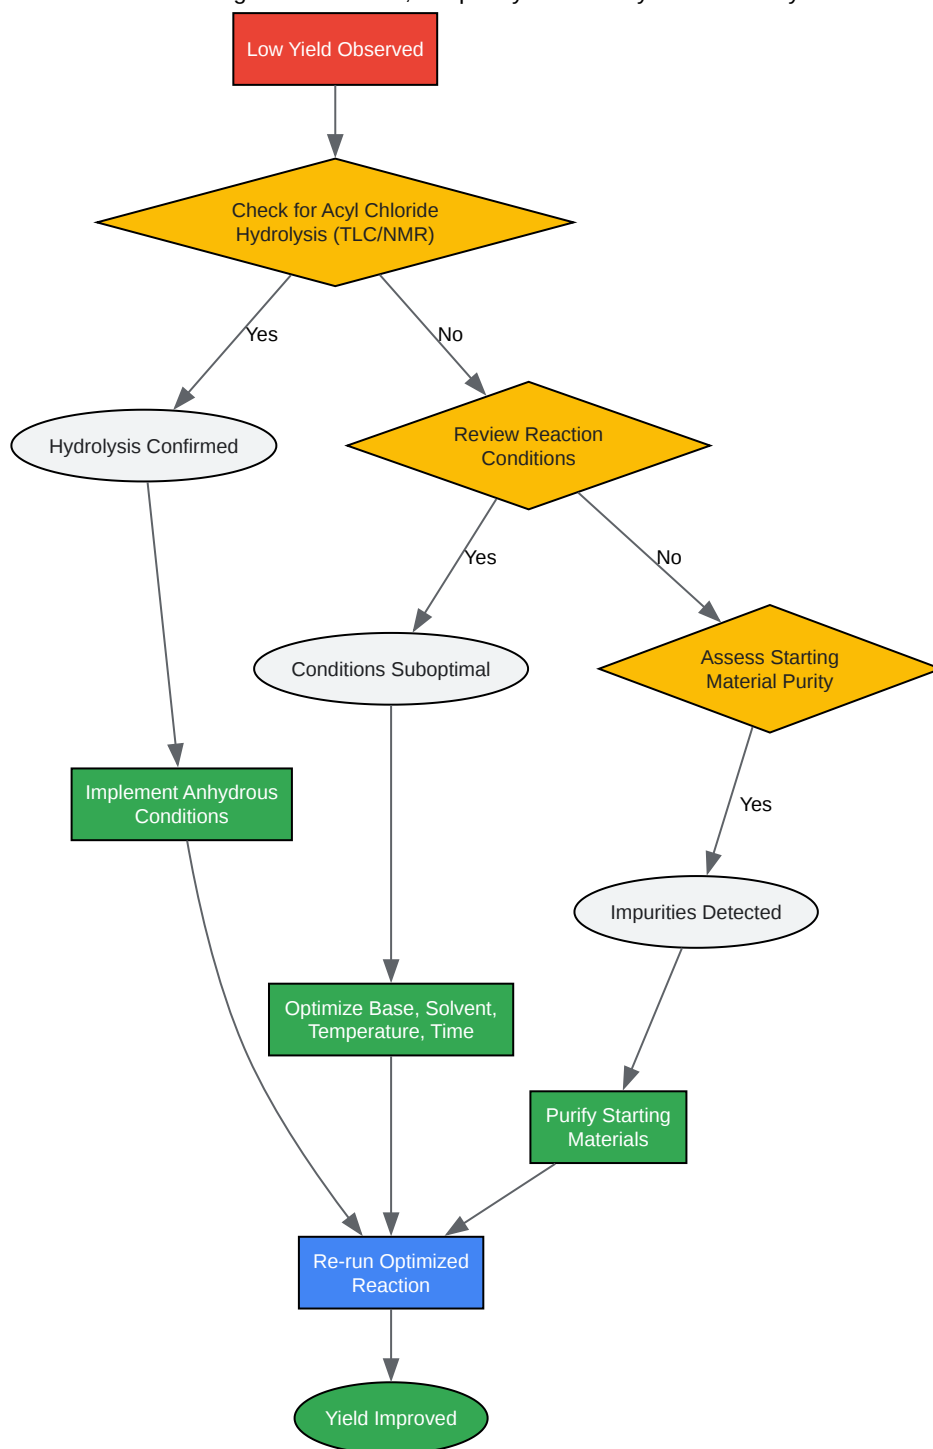 Low Yield Observed
Check for Acyl Chloride
Hydrolysis (TLC/NMR)
Yes
No
Hydrolysis Confirmed
Review Reaction
Conditions
Yes
No
Conditions Suboptimal
Assess Starting
Material Purity
Implement Anhydrous
Conditions
Yes
Impurities Detected
Optimize Base, Solvent,
Temperature, Time
Purify Starting
Materials
Re-run Optimized
Reaction
Yield Improved